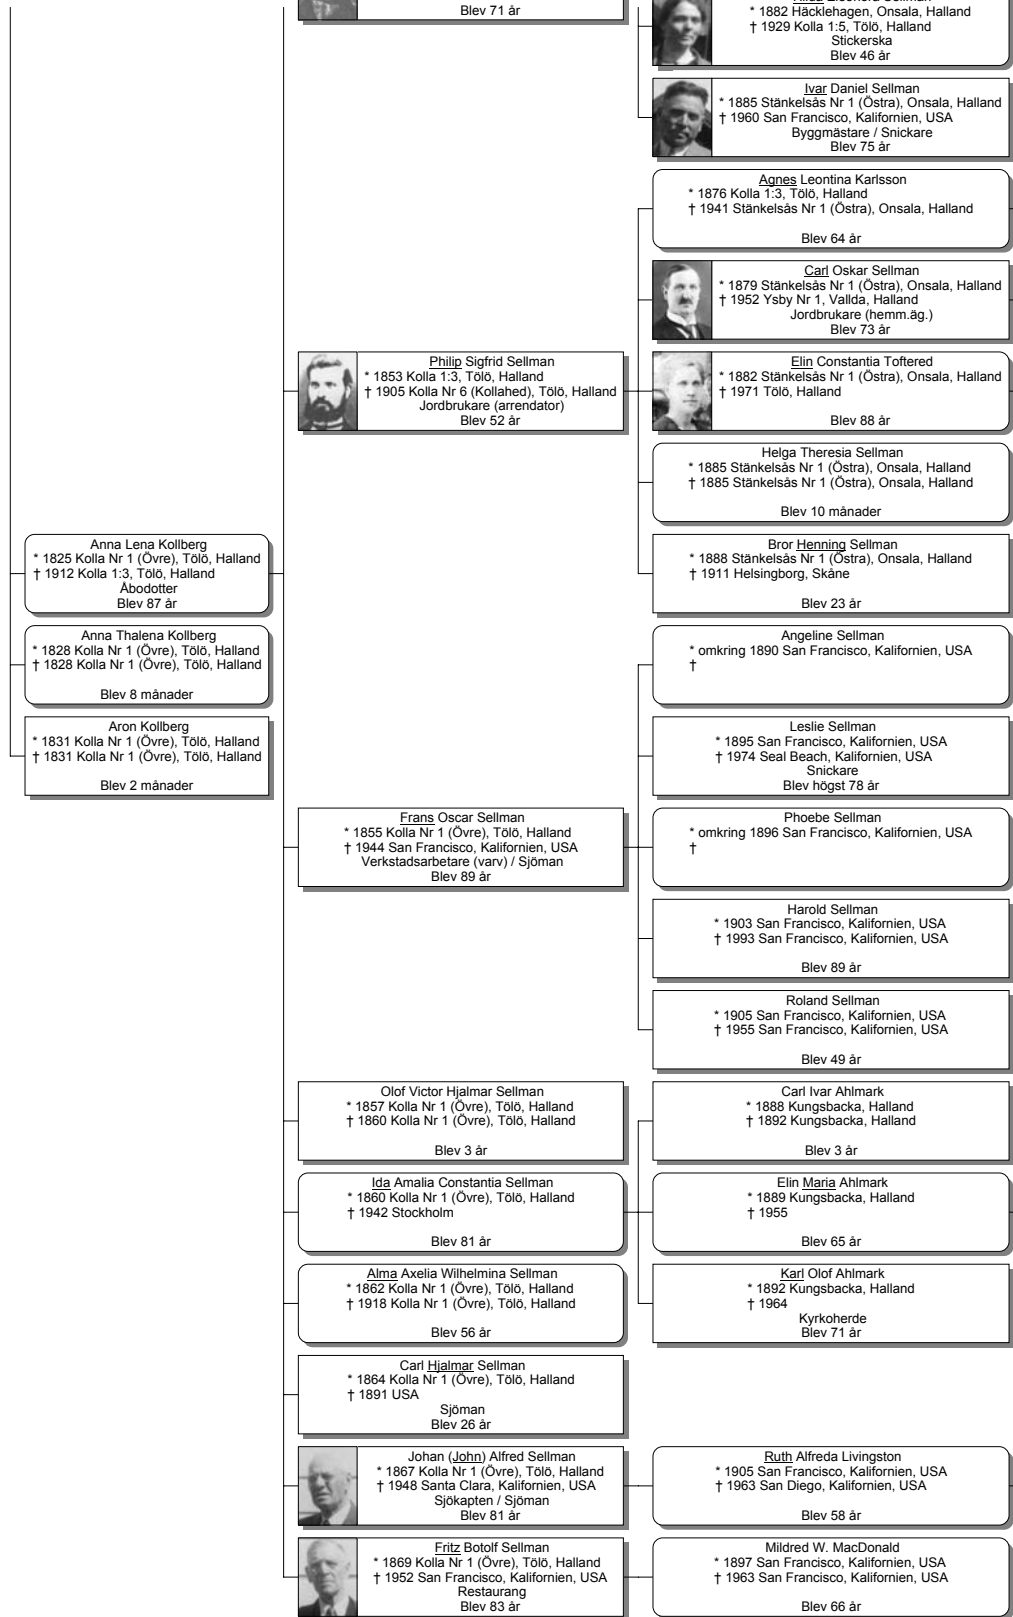 Blev 71 år
* 1882 Häcklehagen, Onsala, Halland
† 1929 Kolla 1:5, Tölö, Halland
Stickerska
Blev 46 år
Ivar Daniel Sellman
* 1885 Stänkelsås Nr 1 (Östra), Onsala, Halland
† 1960 San Francisco, Kalifornien, USA
Byggmästare / Snickare
Blev 75 år
Agnes Leontina Karlsson
* 1876 Kolla 1:3, Tölö, Halland
† 1941 Stänkelsås Nr 1 (Östra), Onsala, Halland
Blev 64 år
Carl Oskar Sellman
* 1879 Stänkelsås Nr 1 (Östra), Onsala, Halland
† 1952 Ysby Nr 1, Vallda, Halland
Jordbrukare (hemm.äg.)
Blev 73 år
Philip Sigfrid Sellman
* 1853 Kolla 1:3, Tölö, Halland
† 1905 Kolla Nr 6 (Kollahed), Tölö, Halland
Jordbrukare (arrendator)
Blev 52 år
Elin Constantia Toftered
* 1882 Stänkelsås Nr 1 (Östra), Onsala, Halland
† 1971 Tölö, Halland
Blev 88 år
Helga Theresia Sellman
* 1885 Stänkelsås Nr 1 (Östra), Onsala, Halland
† 1885 Stänkelsås Nr 1 (Östra), Onsala, Halland
Blev 10 månader
Anna Lena Kollberg
* 1825 Kolla Nr 1 (Övre), Tölö, Halland
† 1912 Kolla 1:3, Tölö, Halland
Åbodotter
Blev 87 år
Bror Henning Sellman
* 1888 Stänkelsås Nr 1 (Östra), Onsala, Halland
† 1911 Helsingborg, Skåne
Blev 23 år
Anna Thalena Kollberg
* 1828 Kolla Nr 1 (Övre), Tölö, Halland
† 1828 Kolla Nr 1 (Övre), Tölö, Halland
Blev 8 månader
Angeline Sellman
* omkring 1890 San Francisco, Kalifornien, USA
†
Aron Kollberg
* 1831 Kolla Nr 1 (Övre), Tölö, Halland
† 1831 Kolla Nr 1 (Övre), Tölö, Halland
Blev 2 månader
Leslie Sellman
* 1895 San Francisco, Kalifornien, USA
† 1974 Seal Beach, Kalifornien, USA
Snickare
Blev högst 78 år
Frans Oscar Sellman
* 1855 Kolla Nr 1 (Övre), Tölö, Halland
† 1944 San Francisco, Kalifornien, USA
Verkstadsarbetare (varv) / Sjöman
Blev 89 år
Phoebe Sellman
* omkring 1896 San Francisco, Kalifornien, USA
†
Harold Sellman
* 1903 San Francisco, Kalifornien, USA
† 1993 San Francisco, Kalifornien, USA
Blev 89 år
Roland Sellman
* 1905 San Francisco, Kalifornien, USA
† 1955 San Francisco, Kalifornien, USA
Blev 49 år
Olof Victor Hjalmar Sellman
* 1857 Kolla Nr 1 (Övre), Tölö, Halland
† 1860 Kolla Nr 1 (Övre), Tölö, Halland
Blev 3 år
Carl Ivar Ahlmark
* 1888 Kungsbacka, Halland
† 1892 Kungsbacka, Halland
Blev 3 år
Ida Amalia Constantia Sellman
* 1860 Kolla Nr 1 (Övre), Tölö, Halland
† 1942 Stockholm
Blev 81 år
Elin Maria Ahlmark
* 1889 Kungsbacka, Halland
† 1955
Blev 65 år
Alma Axelia Wilhelmina Sellman
* 1862 Kolla Nr 1 (Övre), Tölö, Halland
† 1918 Kolla Nr 1 (Övre), Tölö, Halland
Blev 56 år
Karl Olof Ahlmark
* 1892 Kungsbacka, Halland
† 1964
Kyrkoherde
Blev 71 år
Carl Hjalmar Sellman
* 1864 Kolla Nr 1 (Övre), Tölö, Halland
† 1891 USA
Sjöman
Blev 26 år
Johan (John) Alfred Sellman
* 1867 Kolla Nr 1 (Övre), Tölö, Halland
† 1948 Santa Clara, Kalifornien, USA
Sjökapten / Sjöman
Blev 81 år
Ruth Alfreda Livingston
* 1905 San Francisco, Kalifornien, USA
† 1963 San Diego, Kalifornien, USA
Blev 58 år
Fritz Botolf Sellman
* 1869 Kolla Nr 1 (Övre), Tölö, Halland
† 1952 San Francisco, Kalifornien, USA
Restaurang
Blev 83 år
Mildred W. MacDonald
* 1897 San Francisco, Kalifornien, USA
† 1963 San Francisco, Kalifornien, USA
Blev 66 år